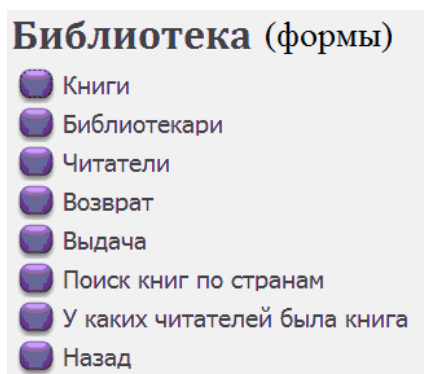 Библиотека (формы)
Книги
Библиотекари
Читатели
Возврат
Выдача
Поиск книг по странам
У каких читателей была книга
Назад